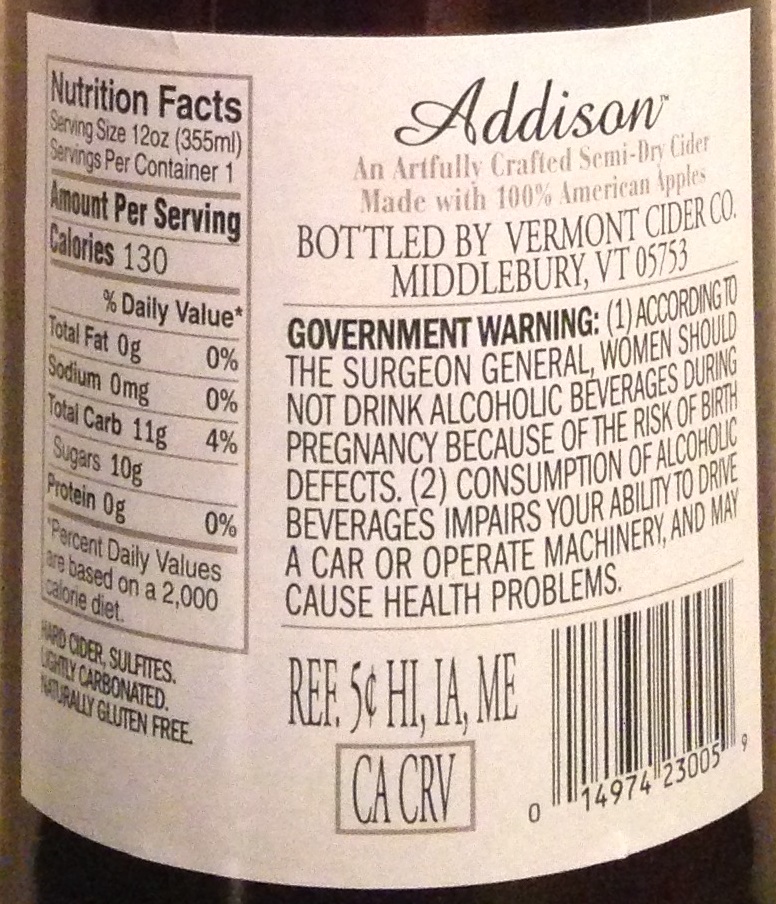 Nutrition Facts
Serving Size 12oz (355ml)
Servings Per Container 1
Amount Per Serving
Calories 130
% Daily Value*
Total Fat 0g 0%
Sodium 0mg 0%
Total Carb 11g 4%
Sugars 10g
Protein 0g 0%
*Percent Daily Values
are based on a 2,000
calorie diet.
HARD CIDER, SULFITES.
LIGHTLY CARBONATED.
NATURALLY GLUTEN FREE.
Addison™
An Artfully Crafted Semi-Dry Cider
Made with 100% American Apples
BOTTLED BY VERMONT CIDER CO.
MIDDLEBURY, VT 05753
GOVERNMENT WARNING: (1) ACCORDING TO
THE SURGEON GENERAL, WOMEN SHOULD
NOT DRINK ALCOHOLIC BEVERAGES DURING
PREGNANCY BECAUSE OF THE RISK OF BIRTH
DEFECTS. (2) CONSUMPTION OF ALCOHOLIC
BEVERAGES IMPAIRS YOUR ABILITY TO DRIVE
A CAR OR OPERATE MACHINERY, AND MAY
CAUSE HEALTH PROBLEMS.
REF. 5¢ HI, IA, ME
CA CRV
0 14974 23005 9